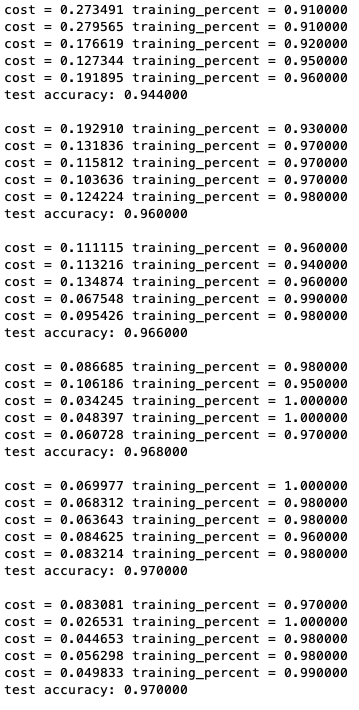 cost = 0.273491 training_percent = 0.910000
cost = 0.279565 training_percent = 0.910000
cost = 0.176619 training_percent = 0.920000
cost = 0.127344 training_percent = 0.950000
cost = 0.191895 training_percent = 0.960000
test accuracy: 0.944000
cost = 0.192910 training_percent = 0.930000
cost = 0.131836 training_percent = 0.970000
cost = 0.115812 training_percent = 0.970000
cost = 0.103636 training_percent = 0.970000
cost = 0.124224 training_percent = 0.980000
test accuracy: 0.960000
cost = 0.111115 training_percent = 0.960000
cost = 0.113216 training_percent = 0.940000
cost = 0.134874 training_percent = 0.960000
cost = 0.067548 training_percent = 0.990000
cost = 0.095426 training_percent = 0.980000
test accuracy: 0.966000
cost = 0.086685 training_percent = 0.980000
cost = 0.106186 training_percent = 0.950000
cost = 0.034245 training_percent = 1.000000
cost = 0.048397 training_percent = 1.000000
cost = 0.060728 training_percent = 0.970000
test accuracy: 0.968000
cost = 0.069977 training_percent = 1.000000
cost = 0.068312 training_percent = 0.980000
cost = 0.063643 training_percent = 0.980000
cost = 0.084625 training_percent = 0.960000
cost = 0.083214 training_percent = 0.980000
test accuracy: 0.970000
cost = 0.083081 training_percent = 0.970000
cost = 0.026531 training_percent = 1.000000
cost = 0.044653 training_percent = 0.980000
cost = 0.056298 training_percent = 0.980000
cost = 0.049833 training_percent = 0.990000
test accuracy: 0.970000